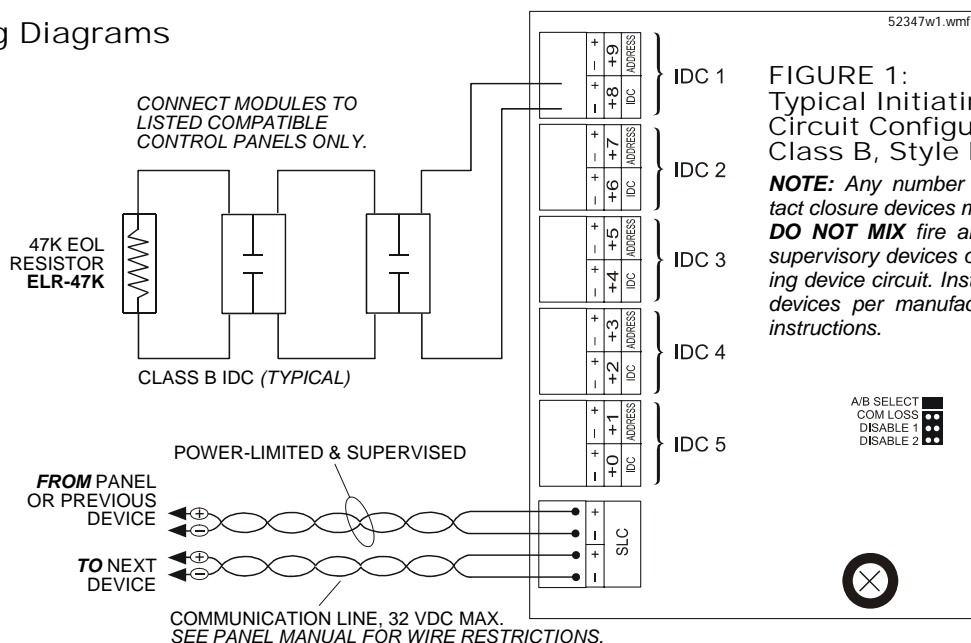 g Diagrams
52347w1.wmf
CONNECT MODULES TO
LISTED COMPATIBLE
CONTROL PANELS ONLY.
47K EOL
RESISTOR
ELR-47K
CLASS B IDC (TYPICAL)
+ +9 ADDRESS
− +8 IDC
IDC 1
+ +7 ADDRESS
− +6 IDC
IDC 2
+ +5 ADDRESS
− +4 IDC
IDC 3
+ +3 ADDRESS
− +2 IDC
IDC 4
+ +1 ADDRESS
− +0 IDC
IDC 5
FIGURE 1:
Typical Initiatin
Circuit Configu
Class B, Style
NOTE: Any number
tact closure devices m
DO NOT MIX fire al
supervisory devices o
ing device circuit. Inst
devices per manufac
instructions.
A/B SELECT
COM LOSS
DISABLE 1
DISABLE 2
POWER-LIMITED & SUPERVISED
FROM PANEL
OR PREVIOUS
DEVICE
+
−
TO NEXT
DEVICE
+
−
+
−
+
−
SLC
COMMUNICATION LINE, 32 VDC MAX.
SEE PANEL MANUAL FOR WIRE RESTRICTIONS.